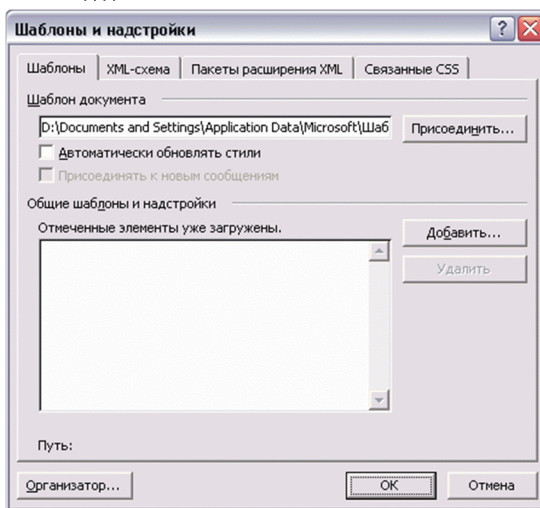 Шаблоны и надстройки
Шаблоны XML-схема Пакеты расширения XML Связанные CSS
Шаблон документа
D:\Documents and Settings\Application Data\Microsoft\Шаб Присоединить...
Автоматически обновлять стили
Присоединять к новым сообщениям
Общие шаблоны и надстройки
Отмеченные элементы уже загружены. Добавить...
Удалить
Путь:
Организатор... ОК Отмена